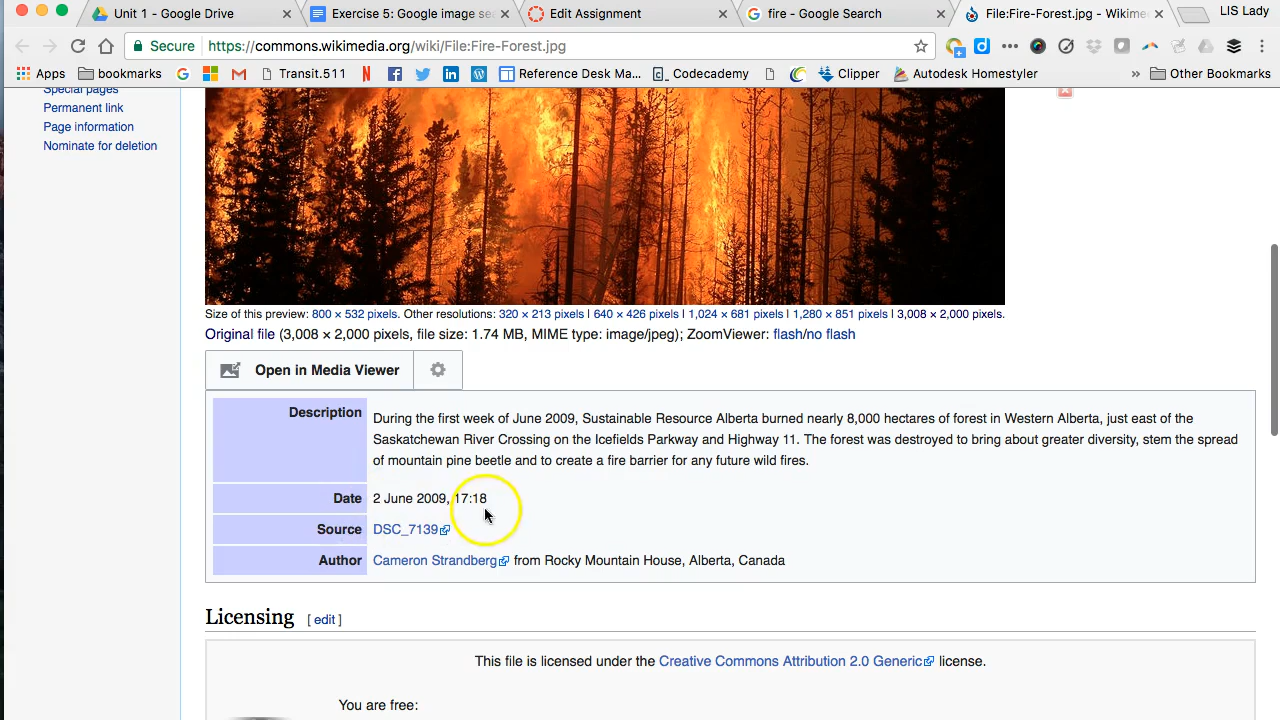 Unit 1 - Google Drive
Exercise 5: Google image se
Edit Assignment
fire - Google Search
File:Fire-Forest.jpg - Wikime
LIS Lady
Secure
https://commons.wikimedia.org/wiki/File:Fire-Forest.jpg
Apps
bookmarks
Transit.511
Reference Desk Ma...
Codecademy
Clipper
Autodesk Homestyler
»
Other Bookmarks
Special pages
Permanent link
Page information
Nominate for deletion
Size of this preview: 800 × 532 pixels. Other resolutions: 320 × 213 pixels | 640 × 426 pixels | 1,024 × 681 pixels | 1,280 × 851 pixels | 3,008 × 2,000 pixels.
Original file (3,008 × 2,000 pixels, file size: 1.74 MB, MIME type: image/jpeg); ZoomViewer: flash/no flash
Open in Media Viewer
Description
During the first week of June 2009, Sustainable Resource Alberta burned nearly 8,000 hectares of forest in Western Alberta, just east of the
Saskatchewan River Crossing on the Icefields Parkway and Highway 11. The forest was destroyed to bring about greater diversity, stem the spread
of mountain pine beetle and to create a fire barrier for any future wild fires.
Date
2 June 2009, 17:18
Source
DSC_7139
Author
Cameron Strandberg from Rocky Mountain House, Alberta, Canada
Licensing [ edit ]
This file is licensed under the Creative Commons Attribution 2.0 Generic license.
You are free: